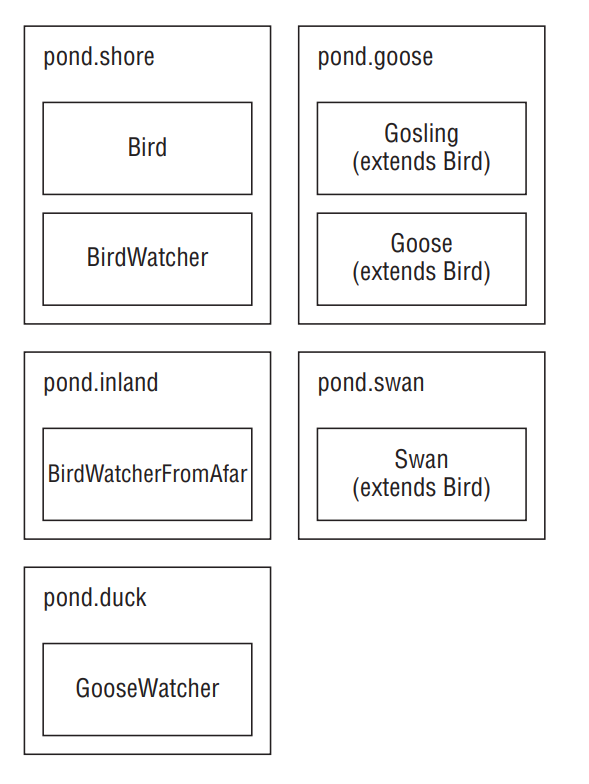 pond.shore
Bird
BirdWatcher
pond.goose
Gosling
(extends Bird)
Goose
(extends Bird)
pond.inland
BirdWatcherFromAfar
pond.swan
Swan
(extends Bird)
pond.duck
GooseWatcher